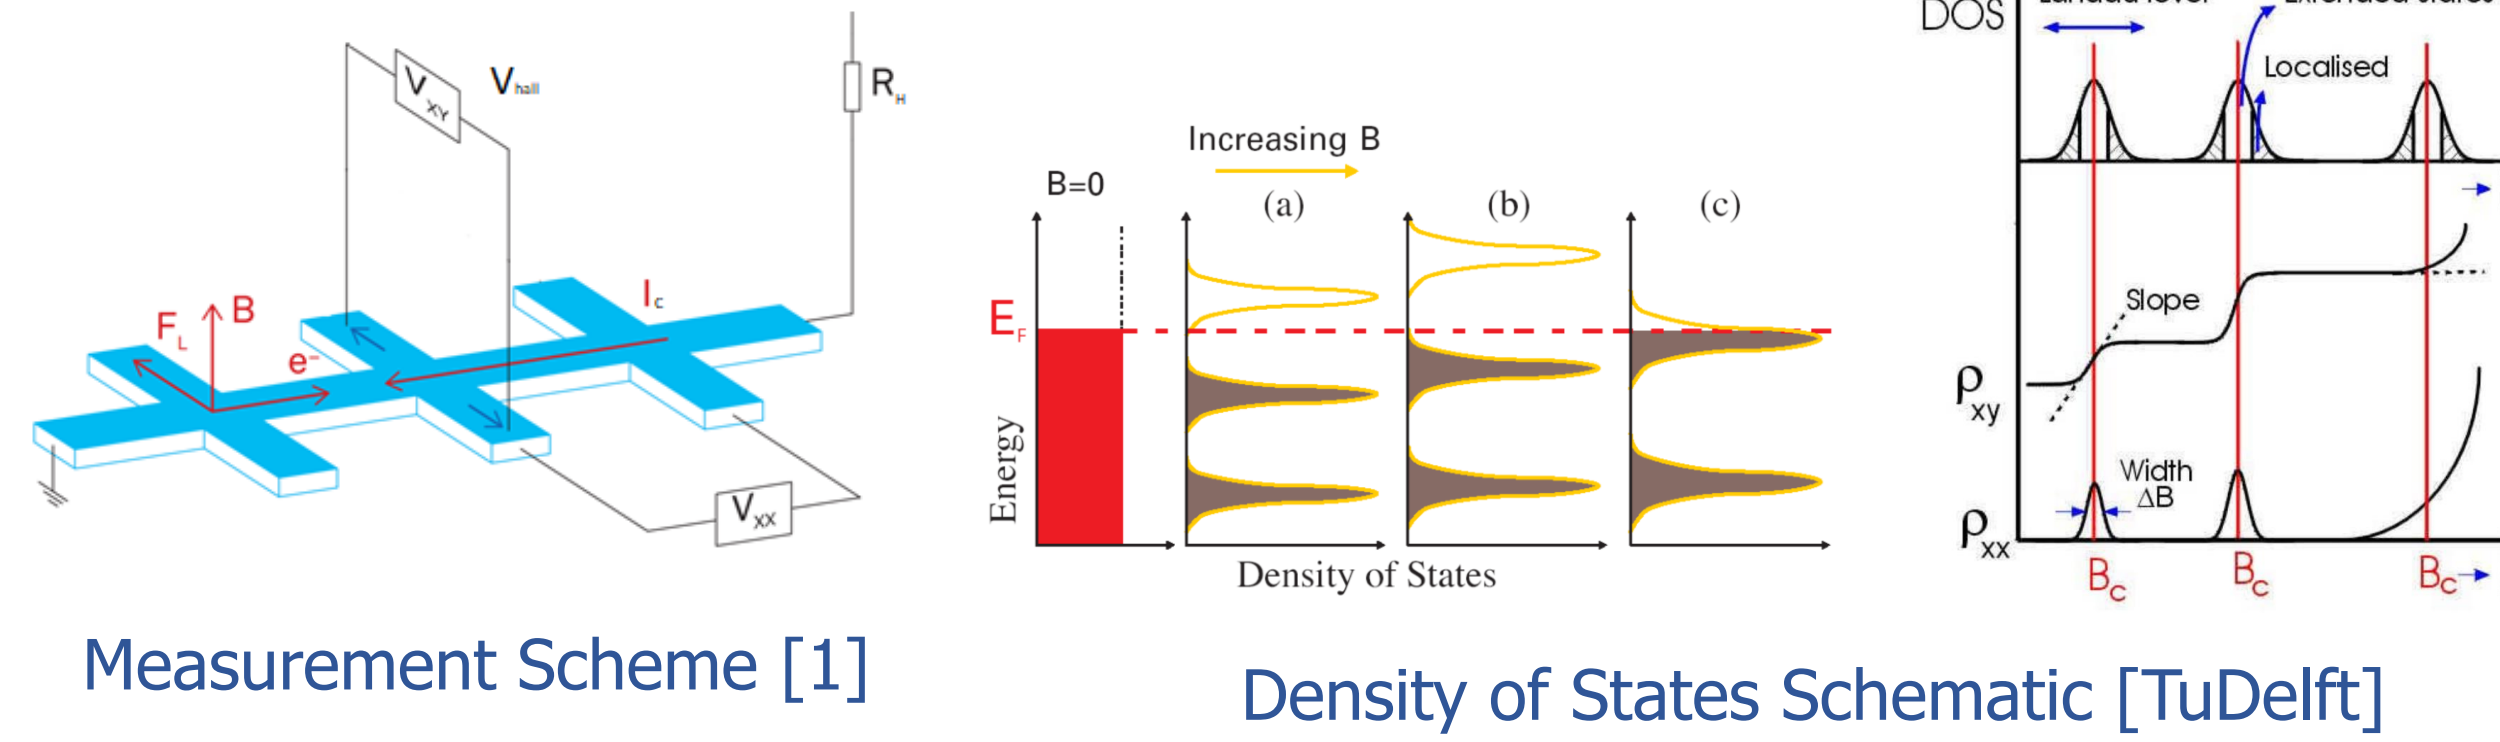 V XY
V hall
R H
B
F L
e-
I c
V XX
Measurement Scheme [1]
Increasing B
B=0
(a)
(b)
(c)
E F
Energy
Density of States
DOS
Localised
Slope
ρ xy
Width
ΔB
ρ xx
B C
B C
B C
Density of States Schematic [TuDelft]